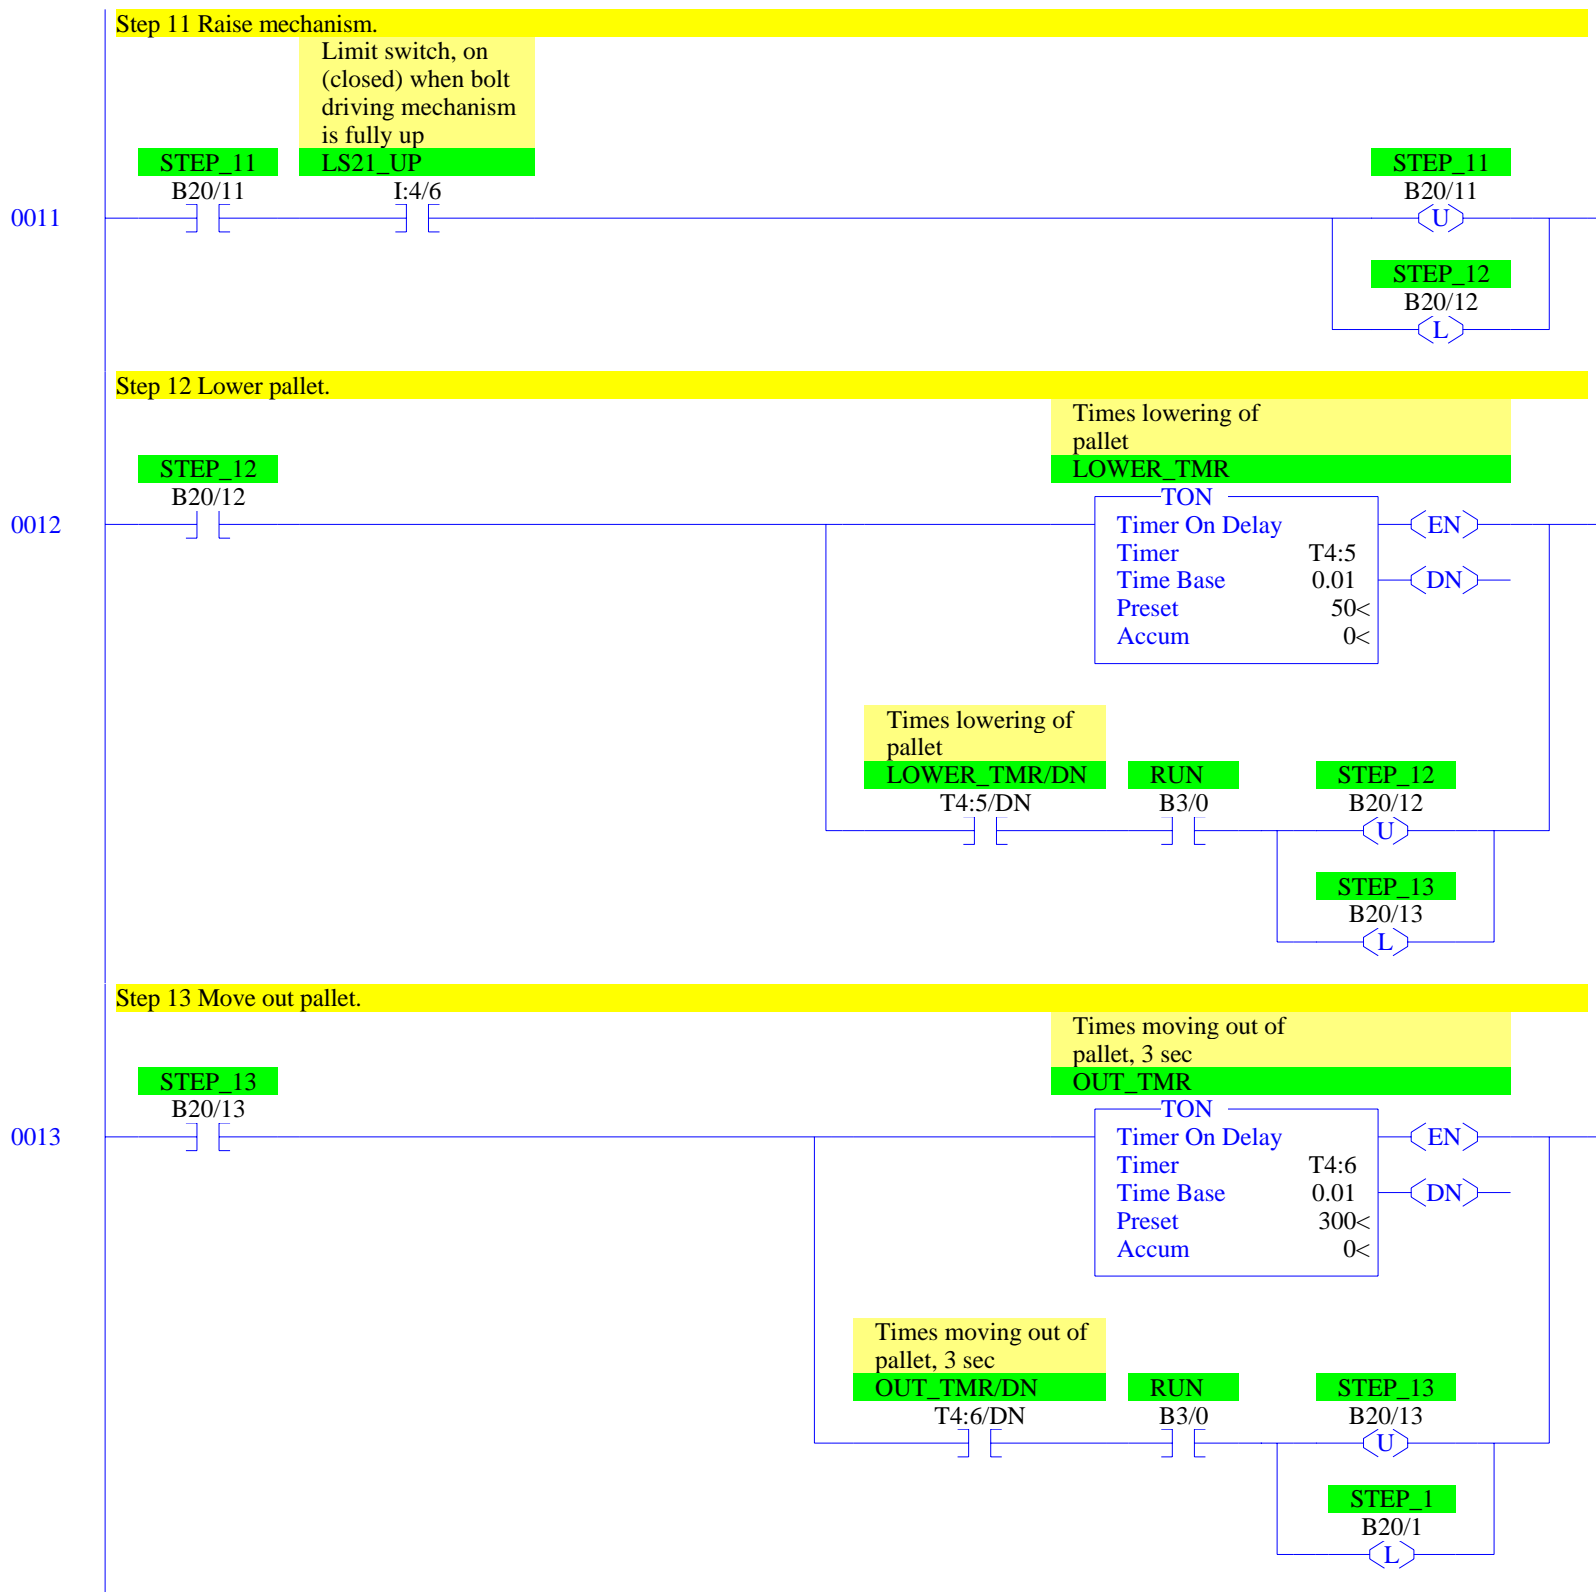 Step 11 Raise mechanism.
Limit switch, on
(closed) when bolt
driving mechanism
is fully up
STEP_11 LS21_UP STEP_11
B20/11 I:4/6 B20/11
0011 U
STEP_12
B20/12
L
Step 12 Lower pallet.
Times lowering of
pallet
STEP_12 LOWER_TMR
B20/12 TON
0012 Timer On Delay EN
Timer T4:5
Time Base 0.01 DN
Preset 50<
Accum 0<
Times lowering of
pallet
LOWER_TMR/DN RUN STEP_12
T4:5/DN B3/0 B20/12
U
STEP_13
B20/13
L
Step 13 Move out pallet.
Times moving out of
pallet, 3 sec
STEP_13 OUT_TMR
B20/13 TON
0013 Timer On Delay EN
Timer T4:6
Time Base 0.01 DN
Preset 300<
Accum 0<
Times moving out of
pallet, 3 sec
OUT_TMR/DN RUN STEP_13
T4:6/DN B3/0 B20/13
U
STEP_1
B20/1
L